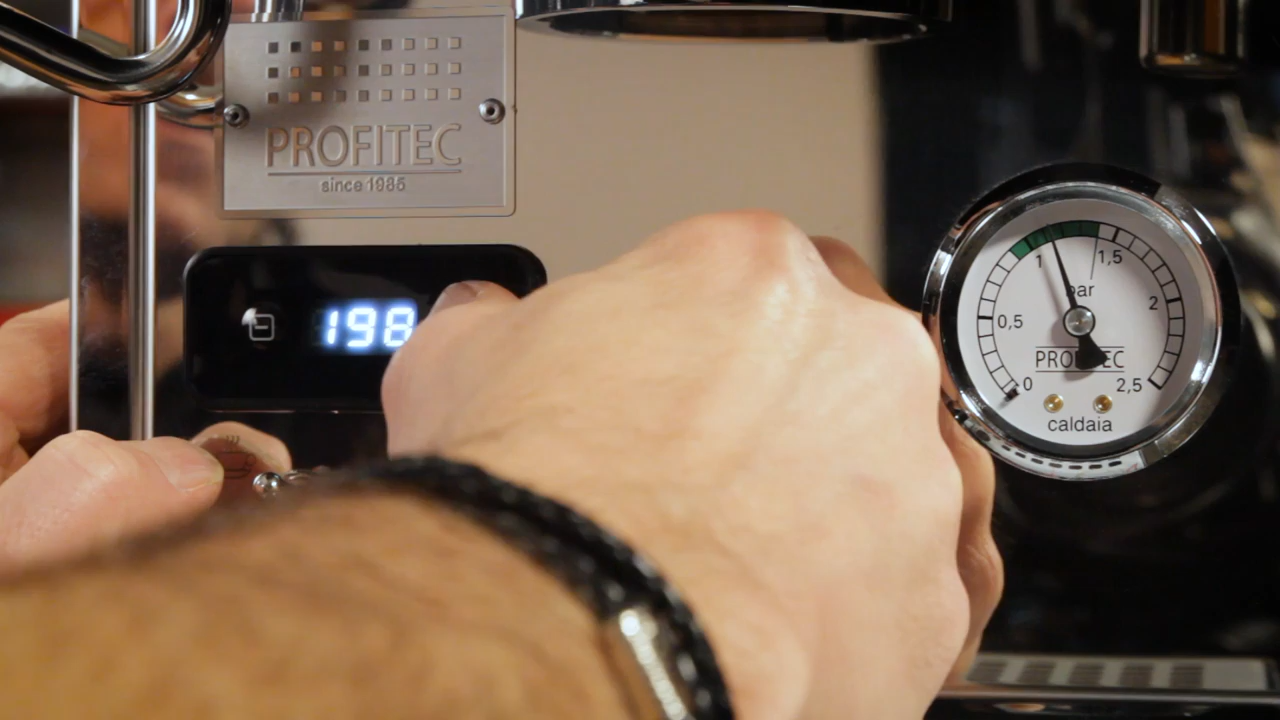 PROFITEC
since 1985
198
0
0,5
1
1,5
2
2,5
bar
PROFITEC
caldaia